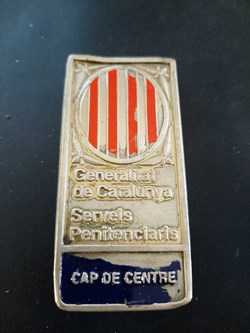 Generalitat
de Catalunya
Serveis
Penitenciaris
CAP DE CENTRE